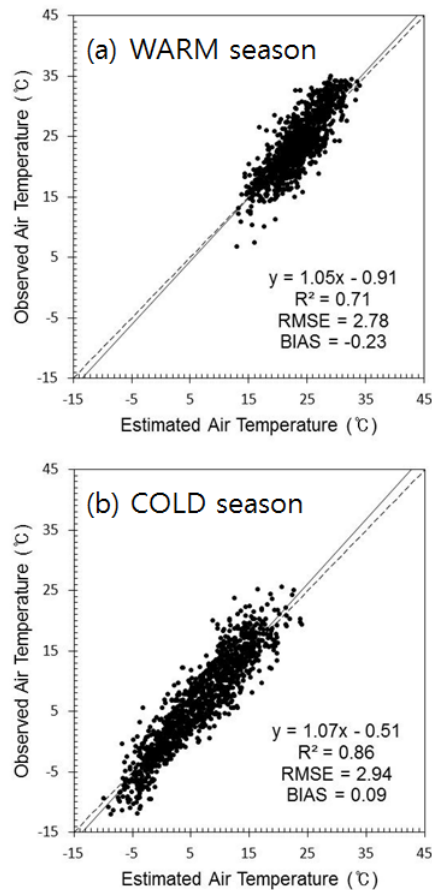 45
35
25
15
5
-5
-15
(a) WARM season
Observed Air Temperature (℃)
y = 1.05x - 0.91
R² = 0.71
RMSE = 2.78
BIAS = -0.23
-15 -5 5 15 25 35 45
Estimated Air Temperature (℃)
45
35
25
15
5
-5
-15
(b) COLD season
Observed Air Temperature (℃)
y = 1.07x - 0.51
R² = 0.86
RMSE = 2.94
BIAS = 0.09
-15 -5 5 15 25 35 45
Estimated Air Temperature (℃)